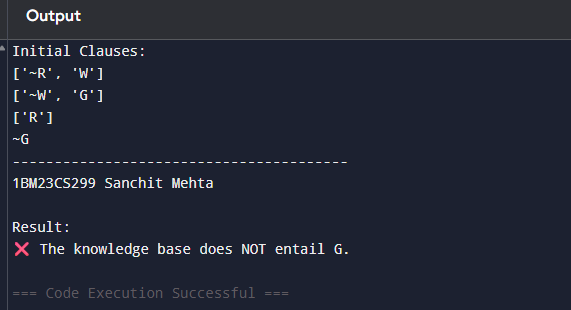 Output
Initial Clauses:
['~R', 'W']
['~W', 'G']
['R']
~G
----------------------------------------
1BM23CS299 Sanchit Mehta
Result:
❌ The knowledge base does NOT entail G.
=== Code Execution Successful ===